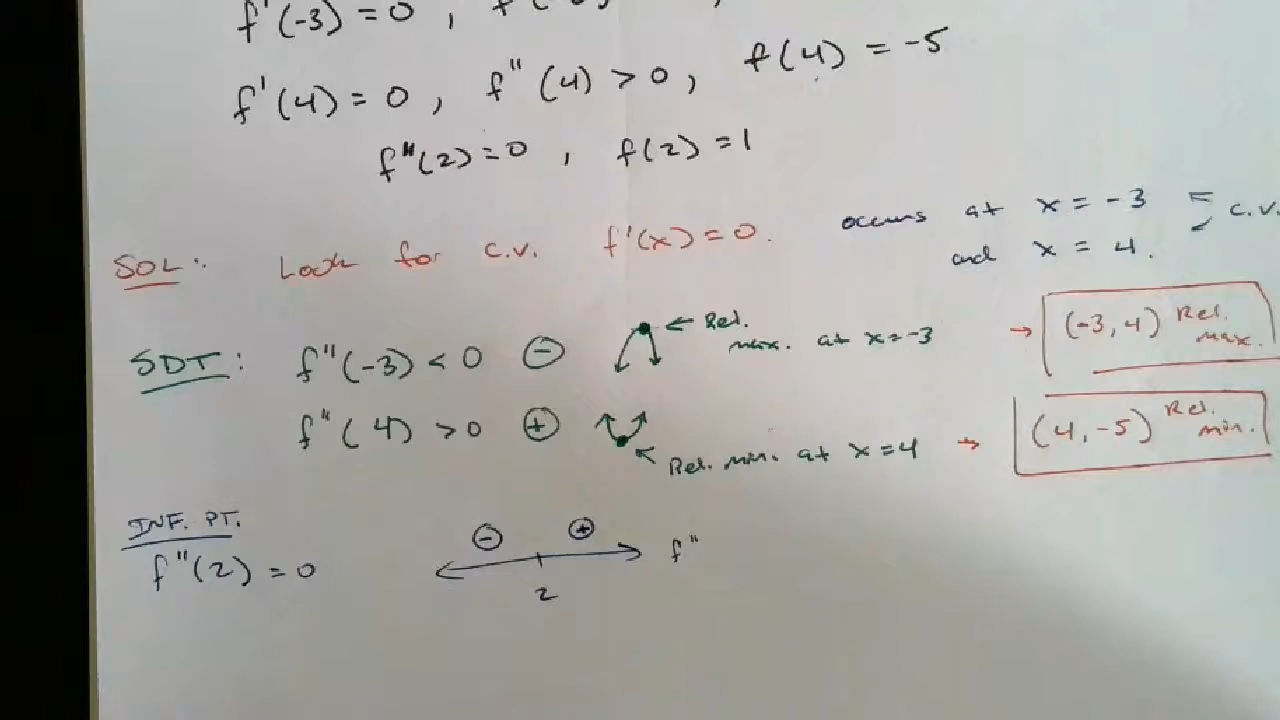 f'(-3) = 0 ,
f'(4) = 0 , f''(4) > 0 , f(4) = -5
f''(2) = 0 , f(2) = 1
SOL: Look for c.v. f'(x) = 0. occurs at x = -3 c.v.
and x = 4.
SDT: f''(-3) < 0 ⊖ ← Rel. max. at x = -3 → (-3, 4) Rel. max.
f''(4) > 0 ⊕ ← Rel. min. at x = 4 → (4, -5) Rel. min.
INF. PT.
f''(2) = 0 ⊖ ⊕ f''
2